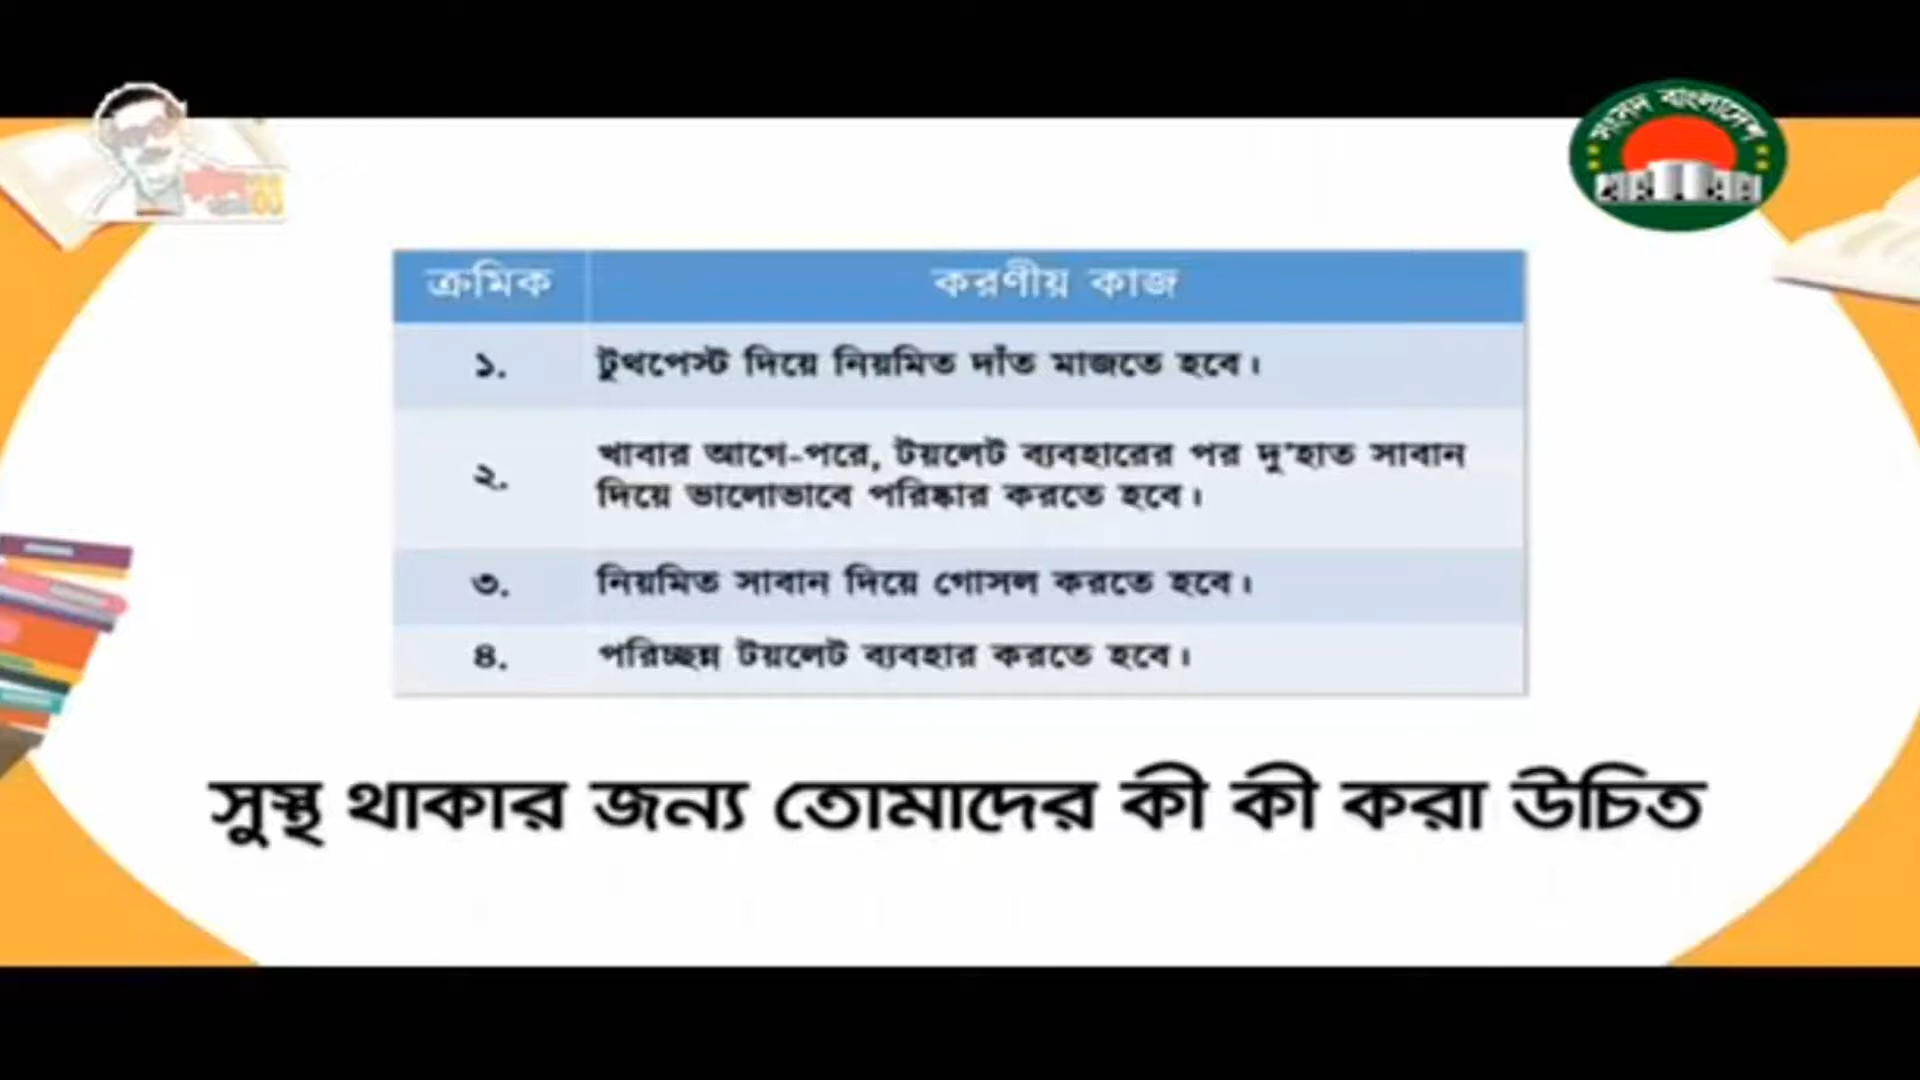 সংসদ বাংলাদেশ
ক্রমিক করণীয় কাজ
১. টুথপেস্ট দিয়ে নিয়মিত দাঁত মাজতে হবে।
২. খাবার আগে-পরে, টয়লেট ব্যবহারের পর দু'হাত সাবান
দিয়ে ভালোভাবে পরিষ্কার করতে হবে।
৩. নিয়মিত সাবান দিয়ে গোসল করতে হবে।
৪. পরিচ্ছন্ন টয়লেট ব্যবহার করতে হবে।
সুস্থ থাকার জন্য তোমাদের কী কী করা উচিত